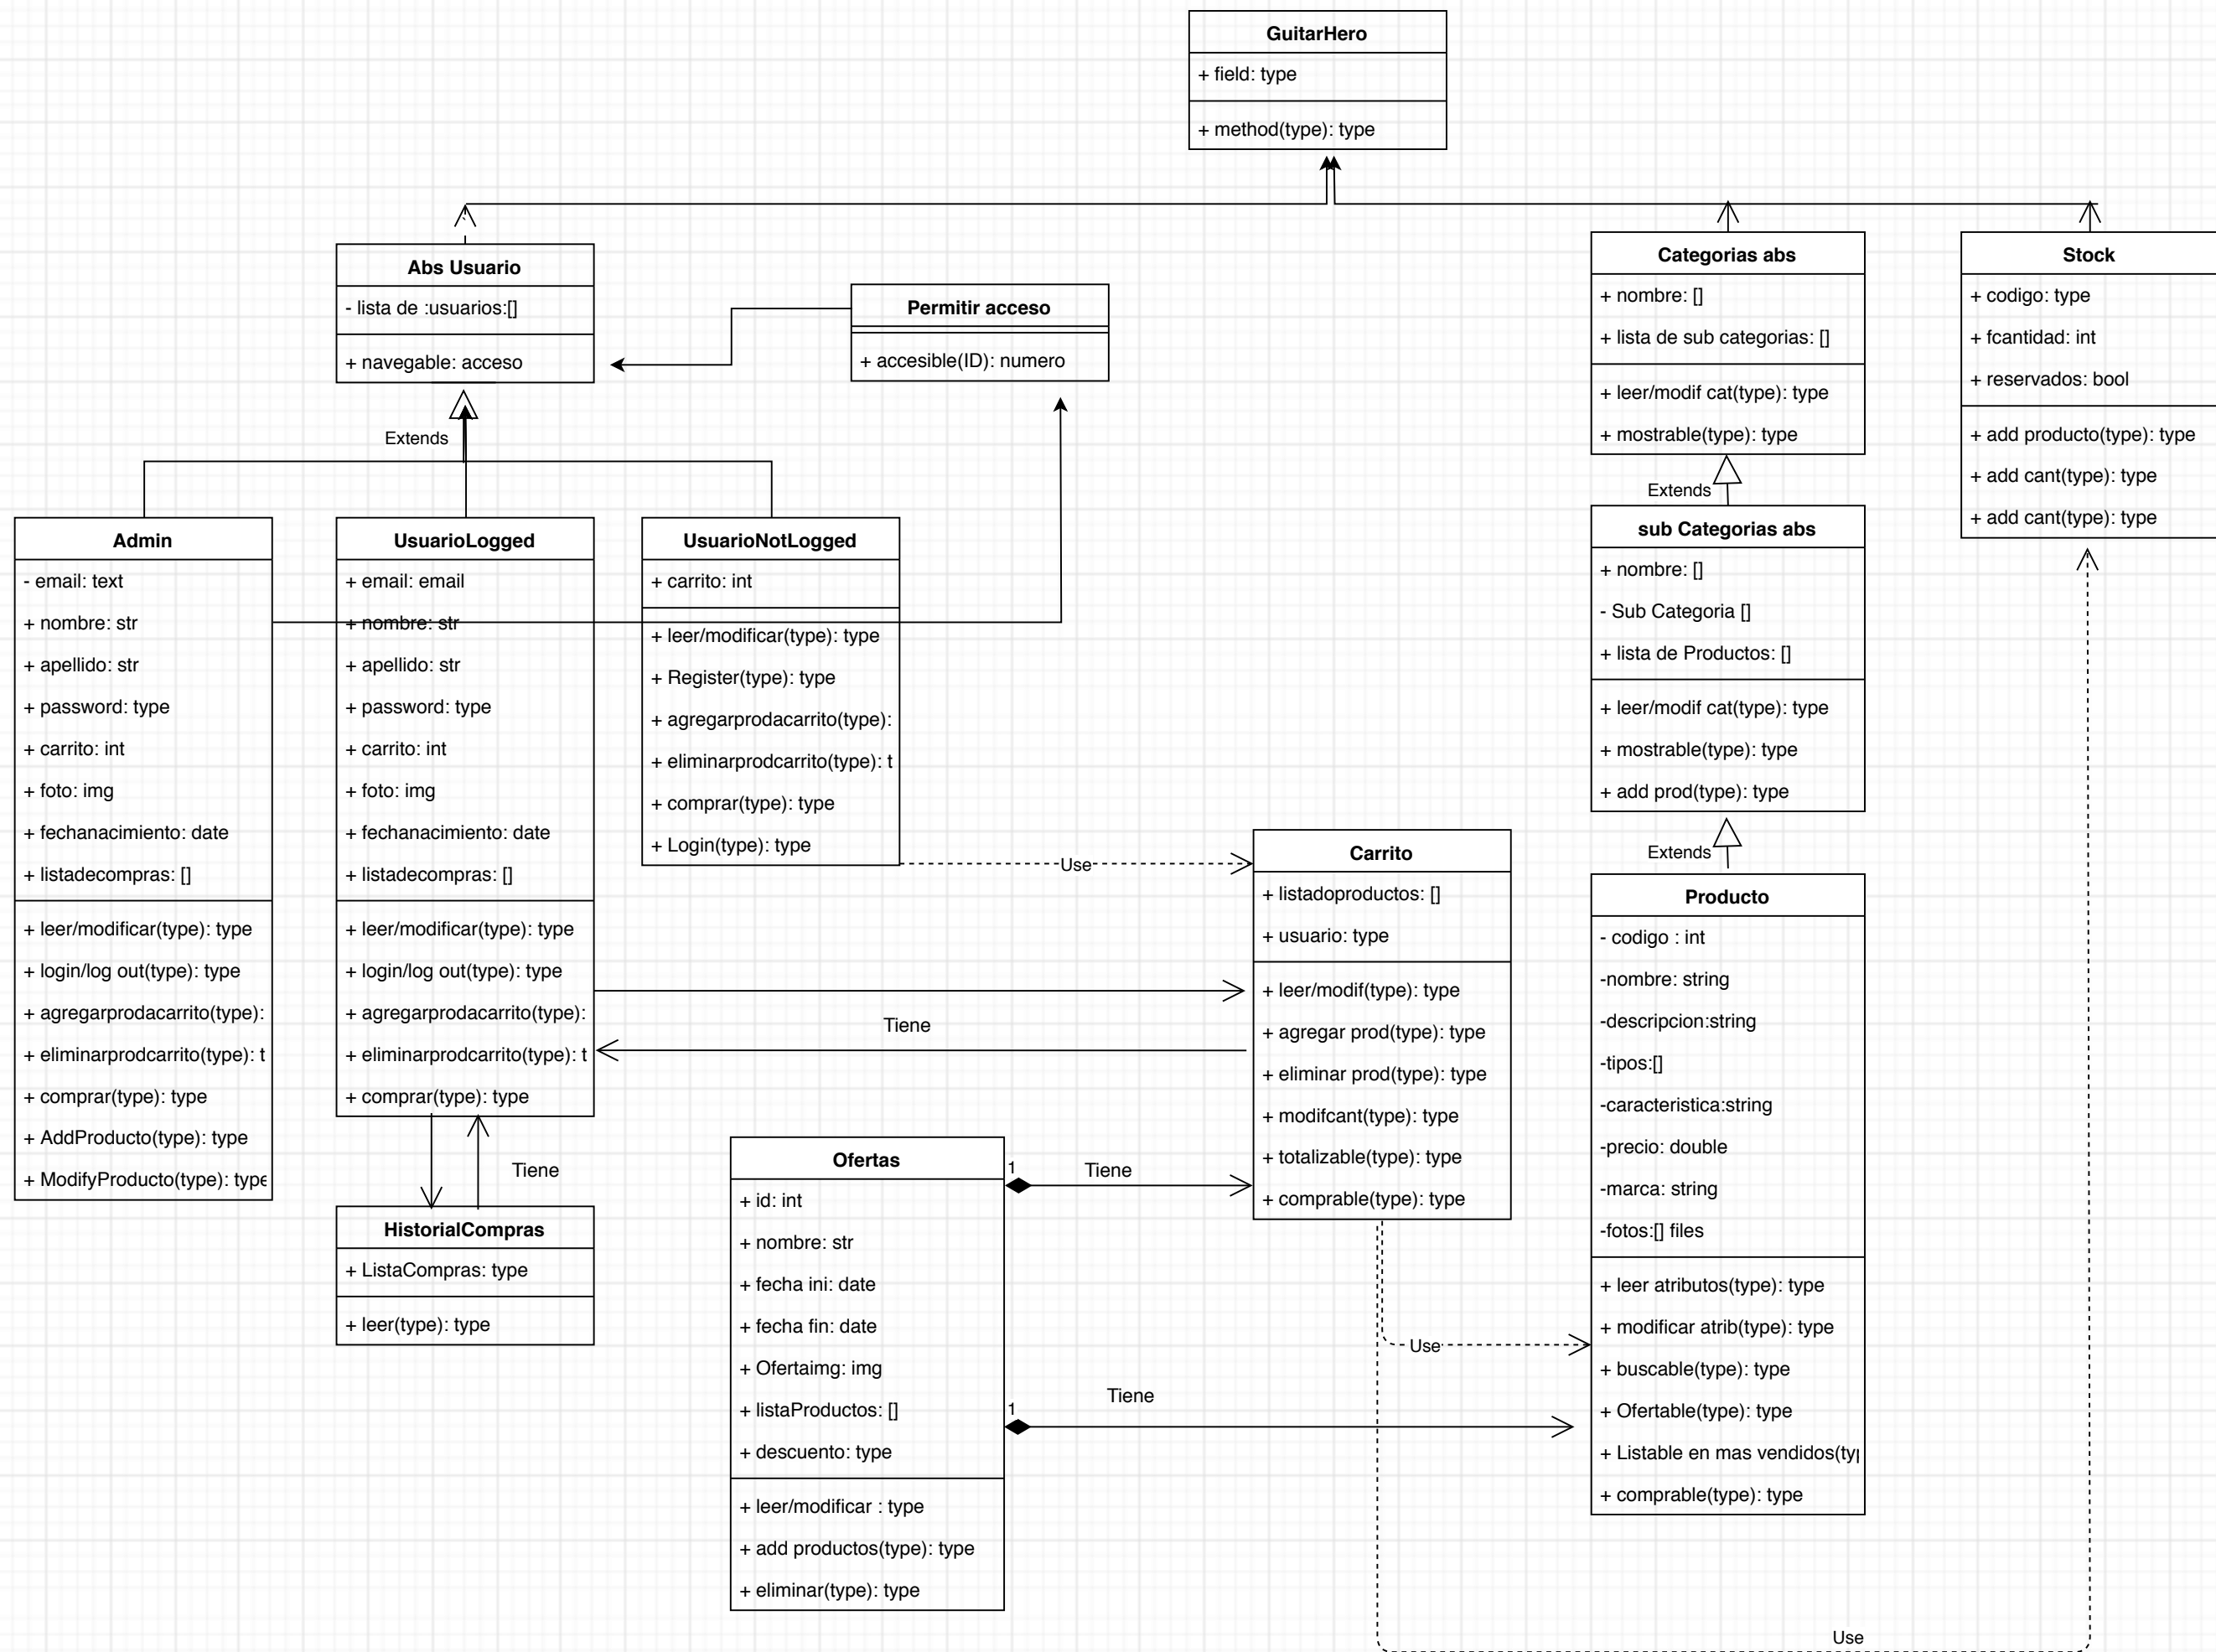 GuitarHero
+ field: type
+ method(type): type
Abs Usuario
- lista de :usuarios:[]
+ navegable: acceso
Permitir acceso
+ accesible(ID): numero
Categorias abs
+ nombre: []
+ lista de sub categorias: []
+ leer/modif cat(type): type
+ mostrable(type): type
Stock
+ codigo: type
+ fcantidad: int
+ reservados: bool
+ add producto(type): type
+ add cant(type): type
+ add cant(type): type
Extends
Extends
Admin
- email: text
+ nombre: str
+ apellido: str
+ password: type
+ carrito: int
+ foto: img
+ fechanacimiento: date
+ listadecompras: []
+ leer/modificar(type): type
+ login/log out(type): type
+ agregarprodacarrito(type):
+ eliminarprodcarrito(type): t
+ comprar(type): type
+ AddProducto(type): type
+ ModifyProducto(type): type
UsuarioLogged
+ email: email
+ nombre: str
+ apellido: str
+ password: type
+ carrito: int
+ foto: img
+ fechanacimiento: date
+ listadecompras: []
+ leer/modificar(type): type
+ login/log out(type): type
+ agregarprodacarrito(type):
+ eliminarprodcarrito(type): t
+ comprar(type): type
UsuarioNotLogged
+ carrito: int
+ leer/modificar(type): type
+ Register(type): type
+ agregarprodacarrito(type):
+ eliminarprodcarrito(type): t
+ comprar(type): type
+ Login(type): type
sub Categorias abs
+ nombre: []
- Sub Categoria []
+ lista de Productos: []
+ leer/modif cat(type): type
+ mostrable(type): type
+ add prod(type): type
Extends
Use
Carrito
+ listadoproductos: []
+ usuario: type
+ leer/modif(type): type
+ agregar prod(type): type
+ eliminar prod(type): type
+ modifcant(type): type
+ totalizable(type): type
+ comprable(type): type
Producto
- codigo : int
-nombre: string
-descripcion:string
-tipos:[]
-caracteristica:string
-precio: double
-marca: string
-fotos:[] files
+ leer atributos(type): type
+ modificar atrib(type): type
+ buscable(type): type
+ Ofertable(type): type
+ Listable en mas vendidos(typ
+ comprable(type): type
Tiene
Tiene
HistorialCompras
+ ListaCompras: type
+ leer(type): type
Ofertas
+ id: int
+ nombre: str
+ fecha ini: date
+ fecha fin: date
+ Ofertaimg: img
+ listaProductos: []
+ descuento: type
+ leer/modificar : type
+ add productos(type): type
+ eliminar(type): type
1
Tiene
Use
1
Tiene
Use